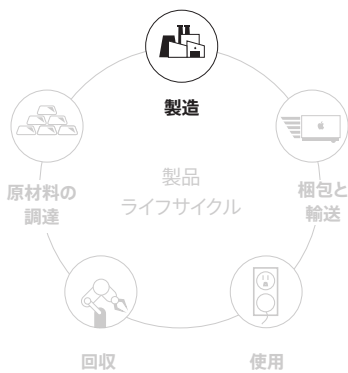 製造
原材料の
調達
製品
ライフサイクル
梱包と
輸送
回収
使用